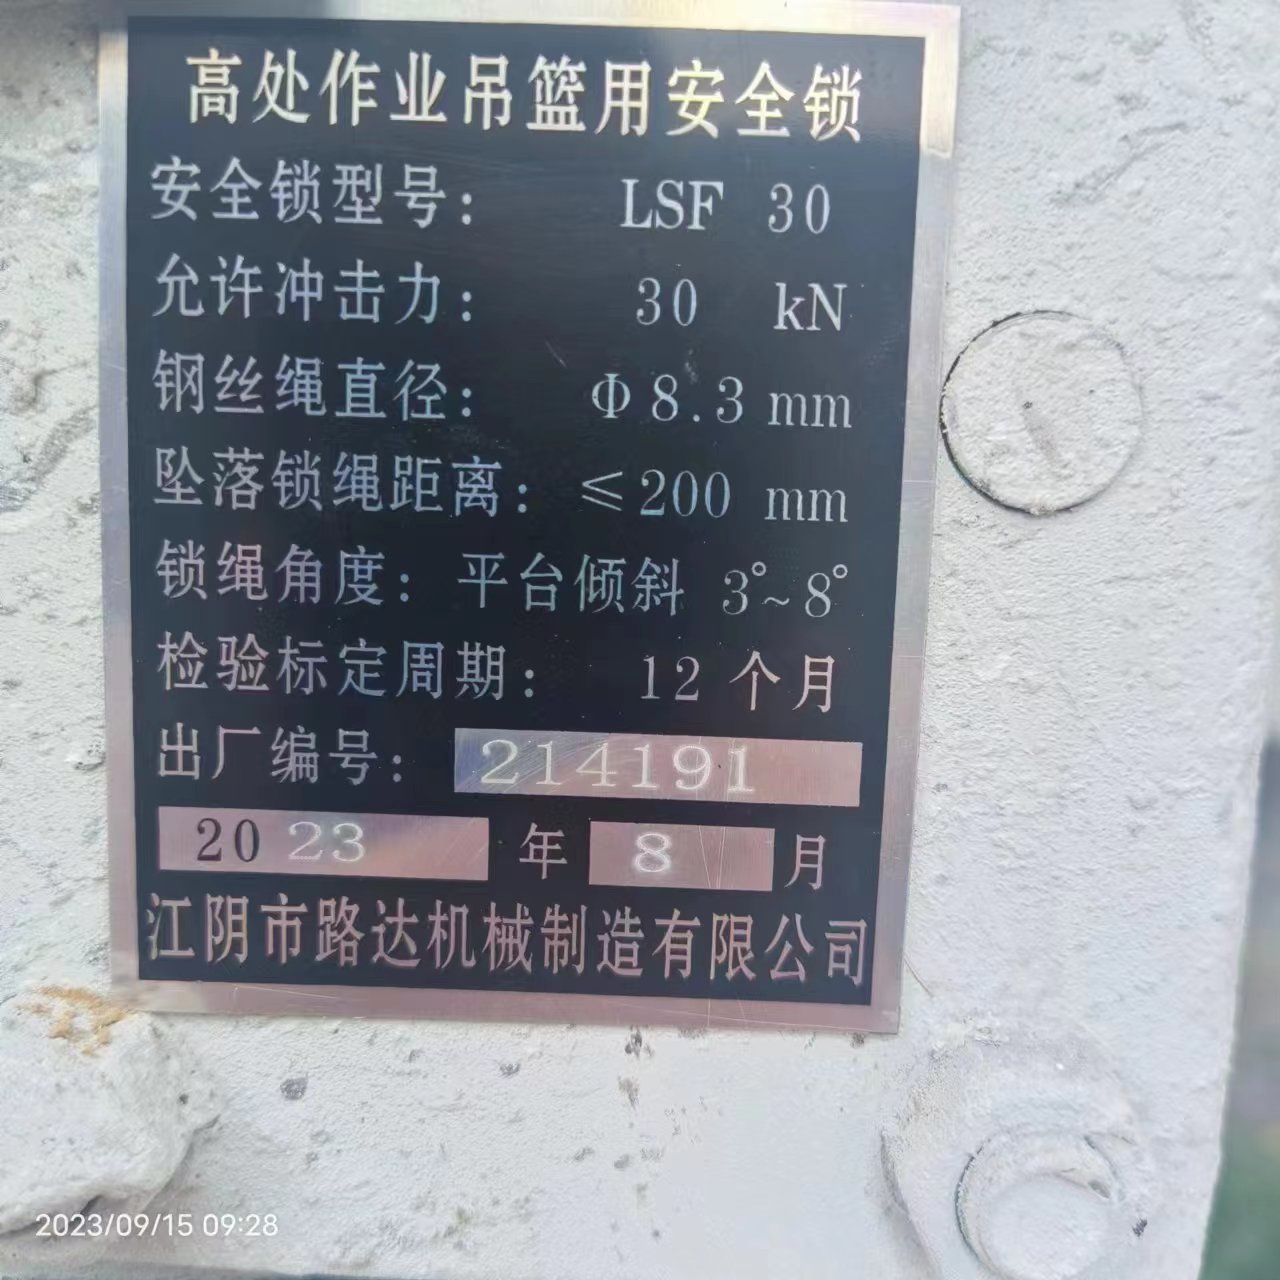 高处作业吊篮用安全锁
安全锁型号： LSF 30
允许冲击力： 30 kN
钢丝绳直径： Φ8.3 mm
坠落锁绳距离：≤200 mm
锁绳角度：平台倾斜 3°~8°
检验标定周期： 12 个月
出厂编号： 214191
2023 年 8 月
江阴市路达机械制造有限公司
2023/09/15 09:28